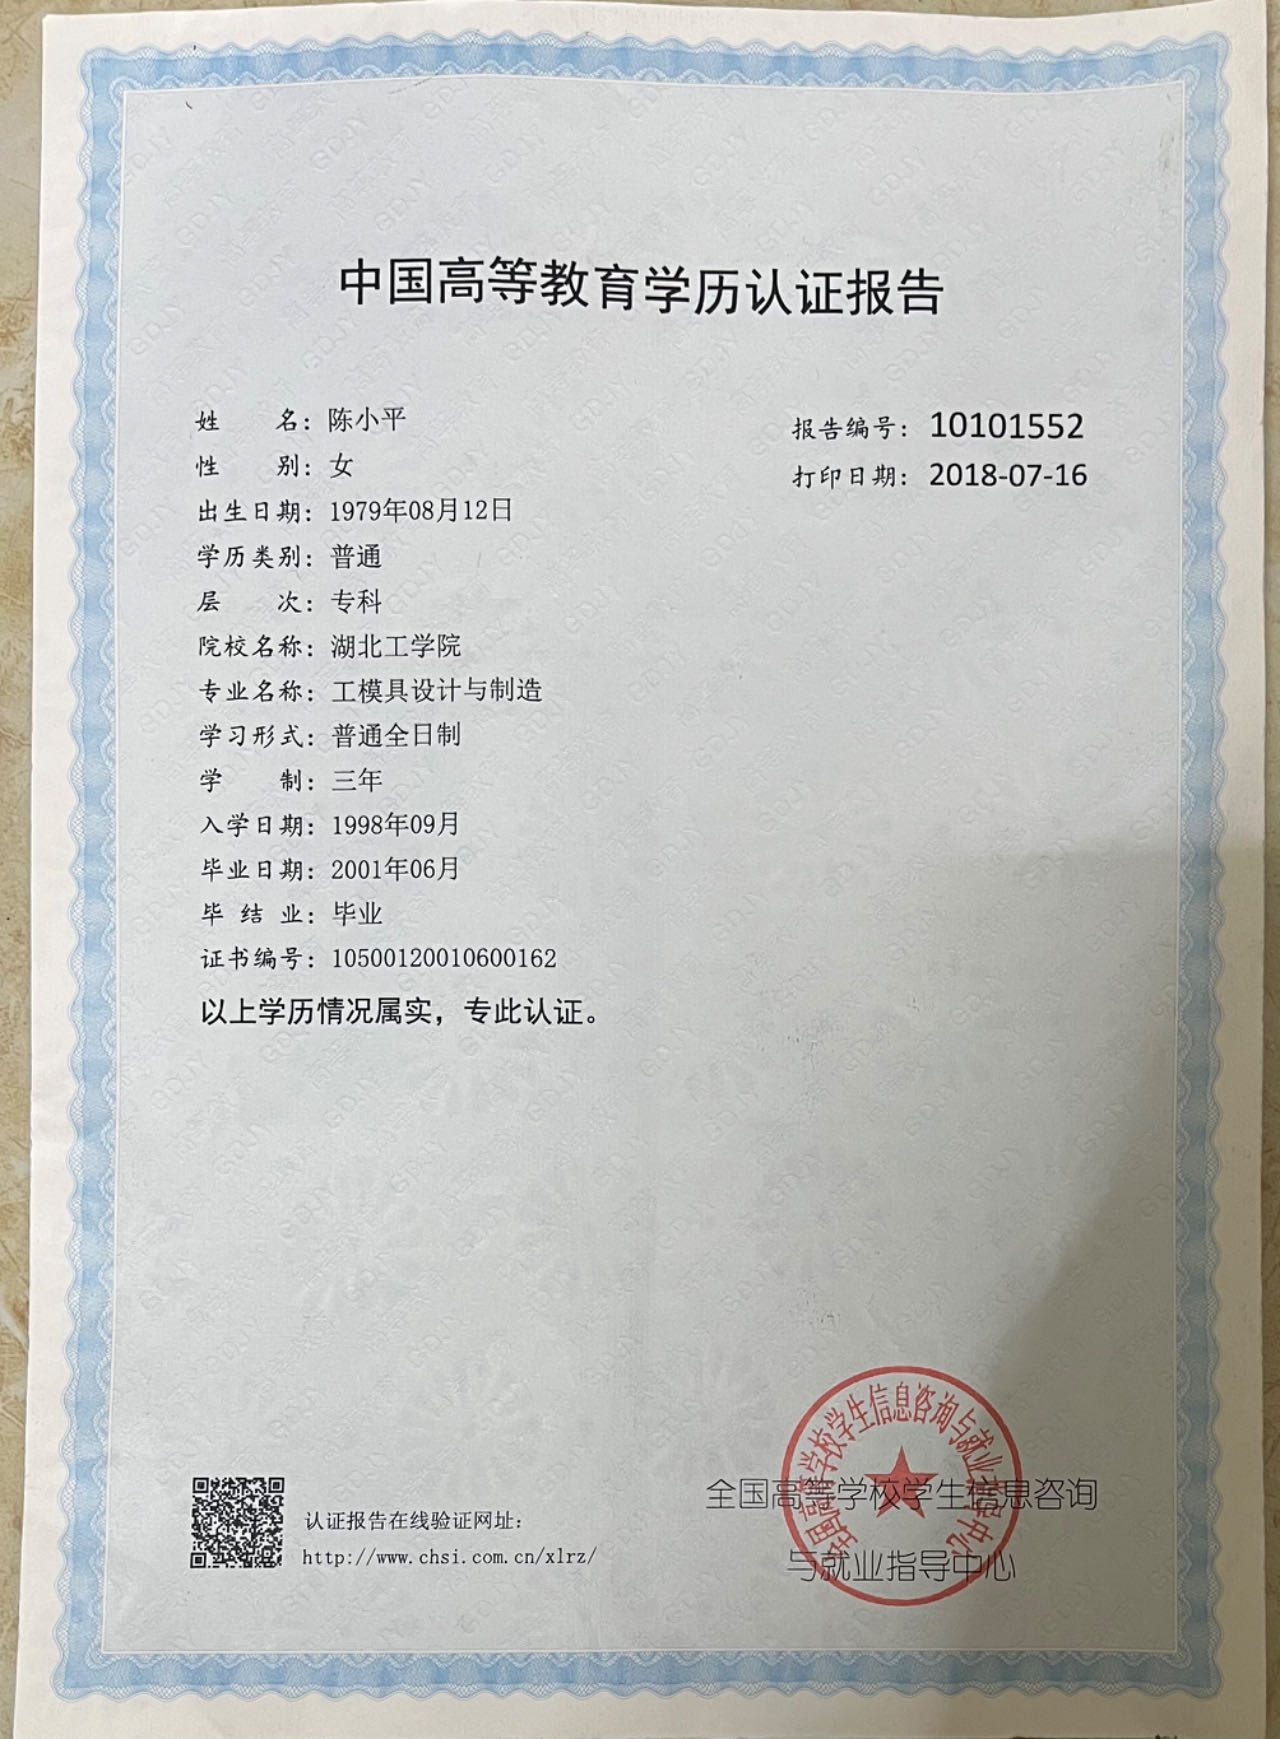 中国高等教育学历认证报告
姓 名：陈小平
报告编号：10101552
性 别：女
打印日期：2018-07-16
出生日期：1979年08月12日
学历类别：普通
层 次：专科
院校名称：湖北工学院
专业名称：工模具设计与制造
学习形式：普通全日制
学 制：三年
入学日期：1998年09月
毕业日期：2001年06月
毕 结 业：毕业
证书编号：10500120010600162
以上学历情况属实，专此认证。
全国高等学校学生信息咨询
与就业指导中心
认证报告在线验证网址：
http://www.chsi.com.cn/xlrz/